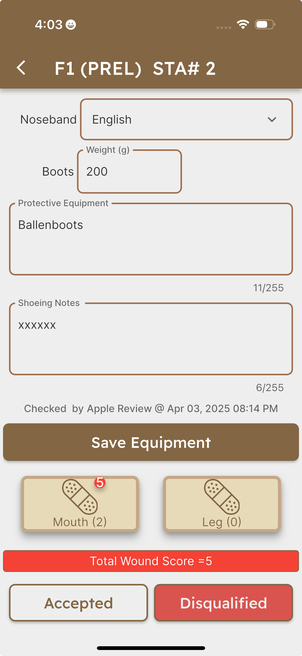 4:03
F1 (PREL) STA# 2
Noseband English
Weight (g)
Boots 200
Protective Equipment
Ballenboots
11/255
Shoeing Notes
xxxxxx
6/255
Checked by Apple Review @ Apr 03, 2025 08:14 PM
Save Equipment
5
Mouth (2) Leg (0)
Total Wound Score =5
Accepted Disqualified